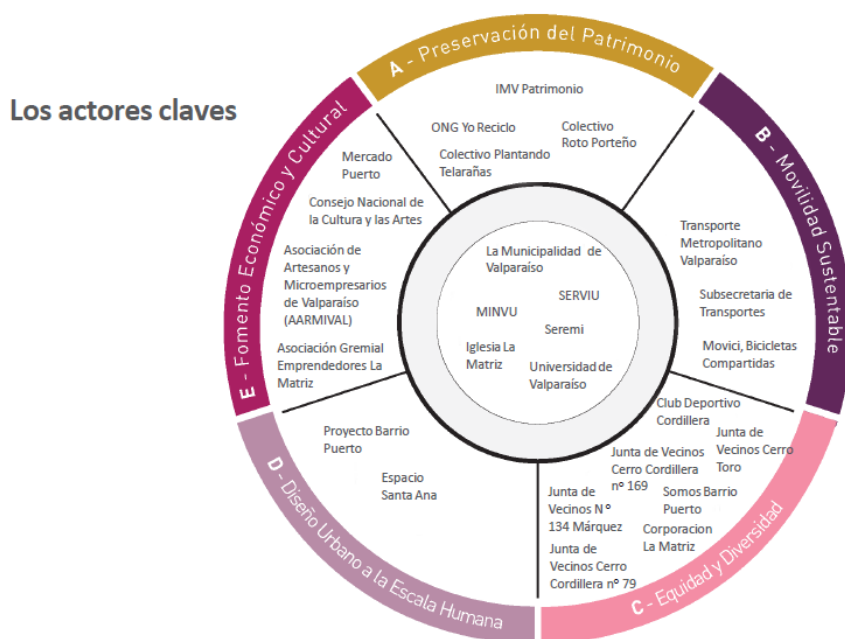 Los actores claves
A - Preservación del Patrimonio
IMV Patrimonio
ONG Yo Reciclo
Colectivo
Roto Porteño
Colectivo Plantando
Telarañas
B - Movilidad Sustentable
Transporte
Metropolitano
Valparaíso
Subsecretaria de
Transportes
Movici, Bicicletas
Compartidas
C - Equidad y Diversidad
Club Deportivo
Cordillera
Junta de
Vecinos Cerro
Toro
Junta de Vecinos
Cerro Cordillera
nº 169
Somos Barrio
Puerto
Junta de
Vecinos Nº
134 Márquez
Corporacion
La Matriz
Junta de
Vecinos Cerro
Cordillera nº 79
D - Diseño Urbano a la Escala Humana
Proyecto Barrio
Puerto
Espacio
Santa Ana
E - Fomento Económico y Cultural
Mercado
Puerto
Consejo Nacional de
la Cultura y las Artes
Asociación de
Artesanos y
Microempresarios
de Valparaíso
(AARMIVAL)
Asociación Gremial
Emprendedores La
Matriz
La Municipalidad de
Valparaíso
SERVIU
MINVU
Seremi
Iglesia La
Matriz
Universidad de
Valparaíso